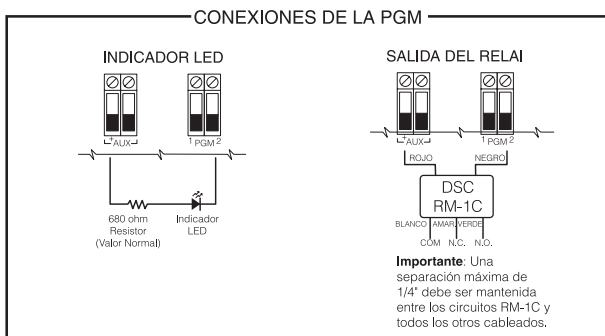 CONEXIONES DE LA PGM
INDICADOR LED
+AUX-
1 PGM 2
680 ohm
Resistor
(Valor Normal)
Indicador
LED
SALIDA DEL RELAI
+AUX-
1 PGM 2
ROJO
NEGRO
DSC
RM-1C
BLANCO AMAR. VERDE
COM N.C. N.O.
Importante: Una
separación máxima de
1/4" debe ser mantenida
entre los circuitos RM-1C y
todos los otros cableados.